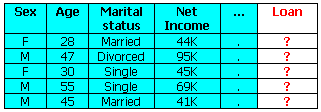 Sex Age Marital status Net Income ... Loan
F 28 Married 44K . ?
M 47 Divorced 95K . ?
F 30 Single 45K . ?
M 55 Single 69K . ?
M 45 Married 41K . ?